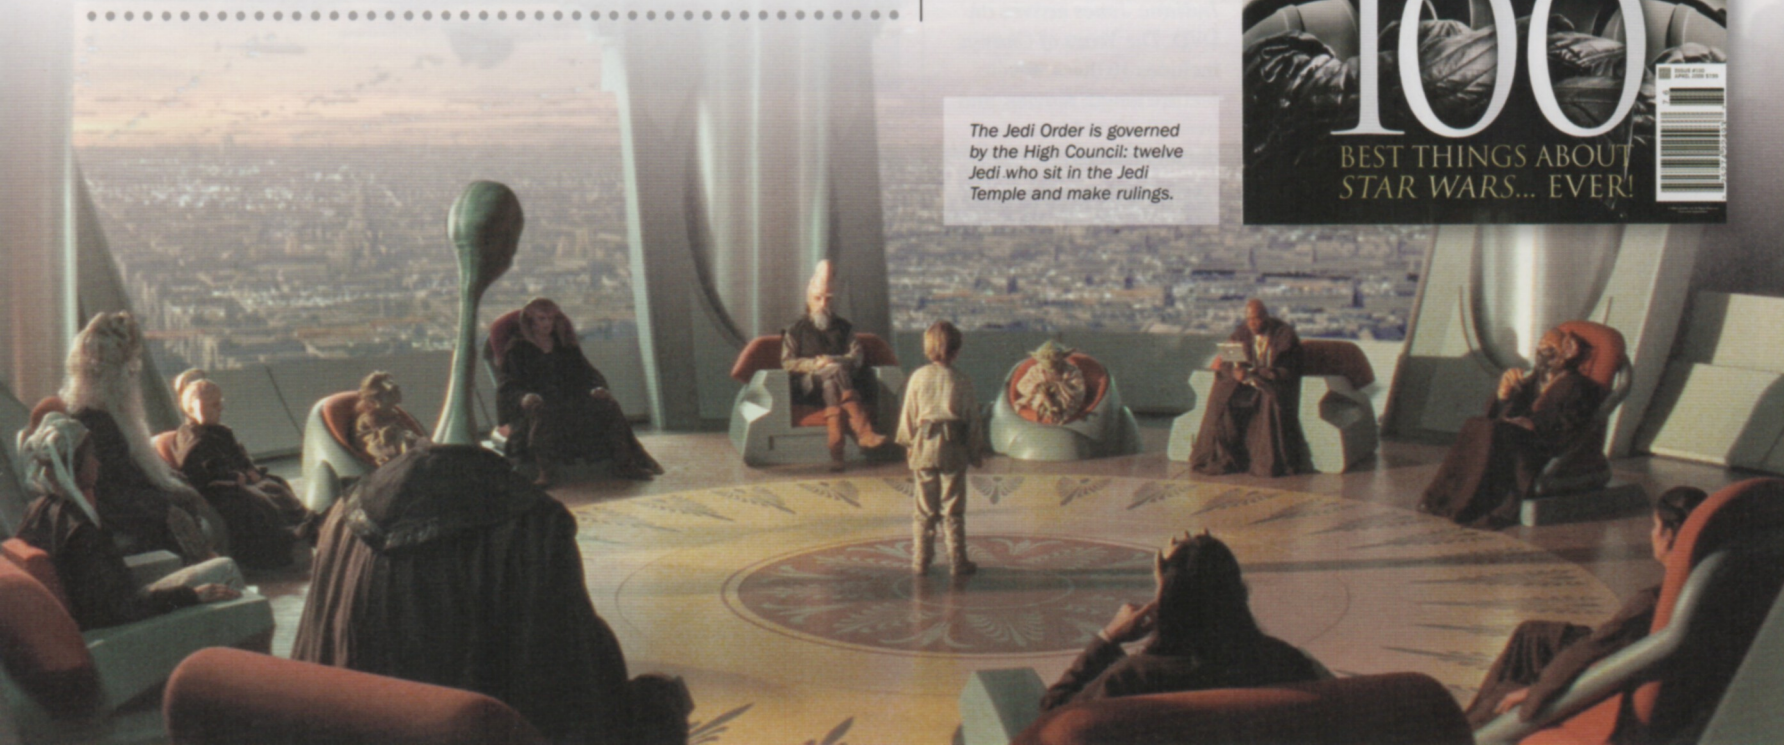 The Jedi Order is governed
by the High Council: twelve
Jedi who sit in the Jedi
Temple and make rulings.
100
BEST THINGS ABOUT
STAR WARS... EVER!